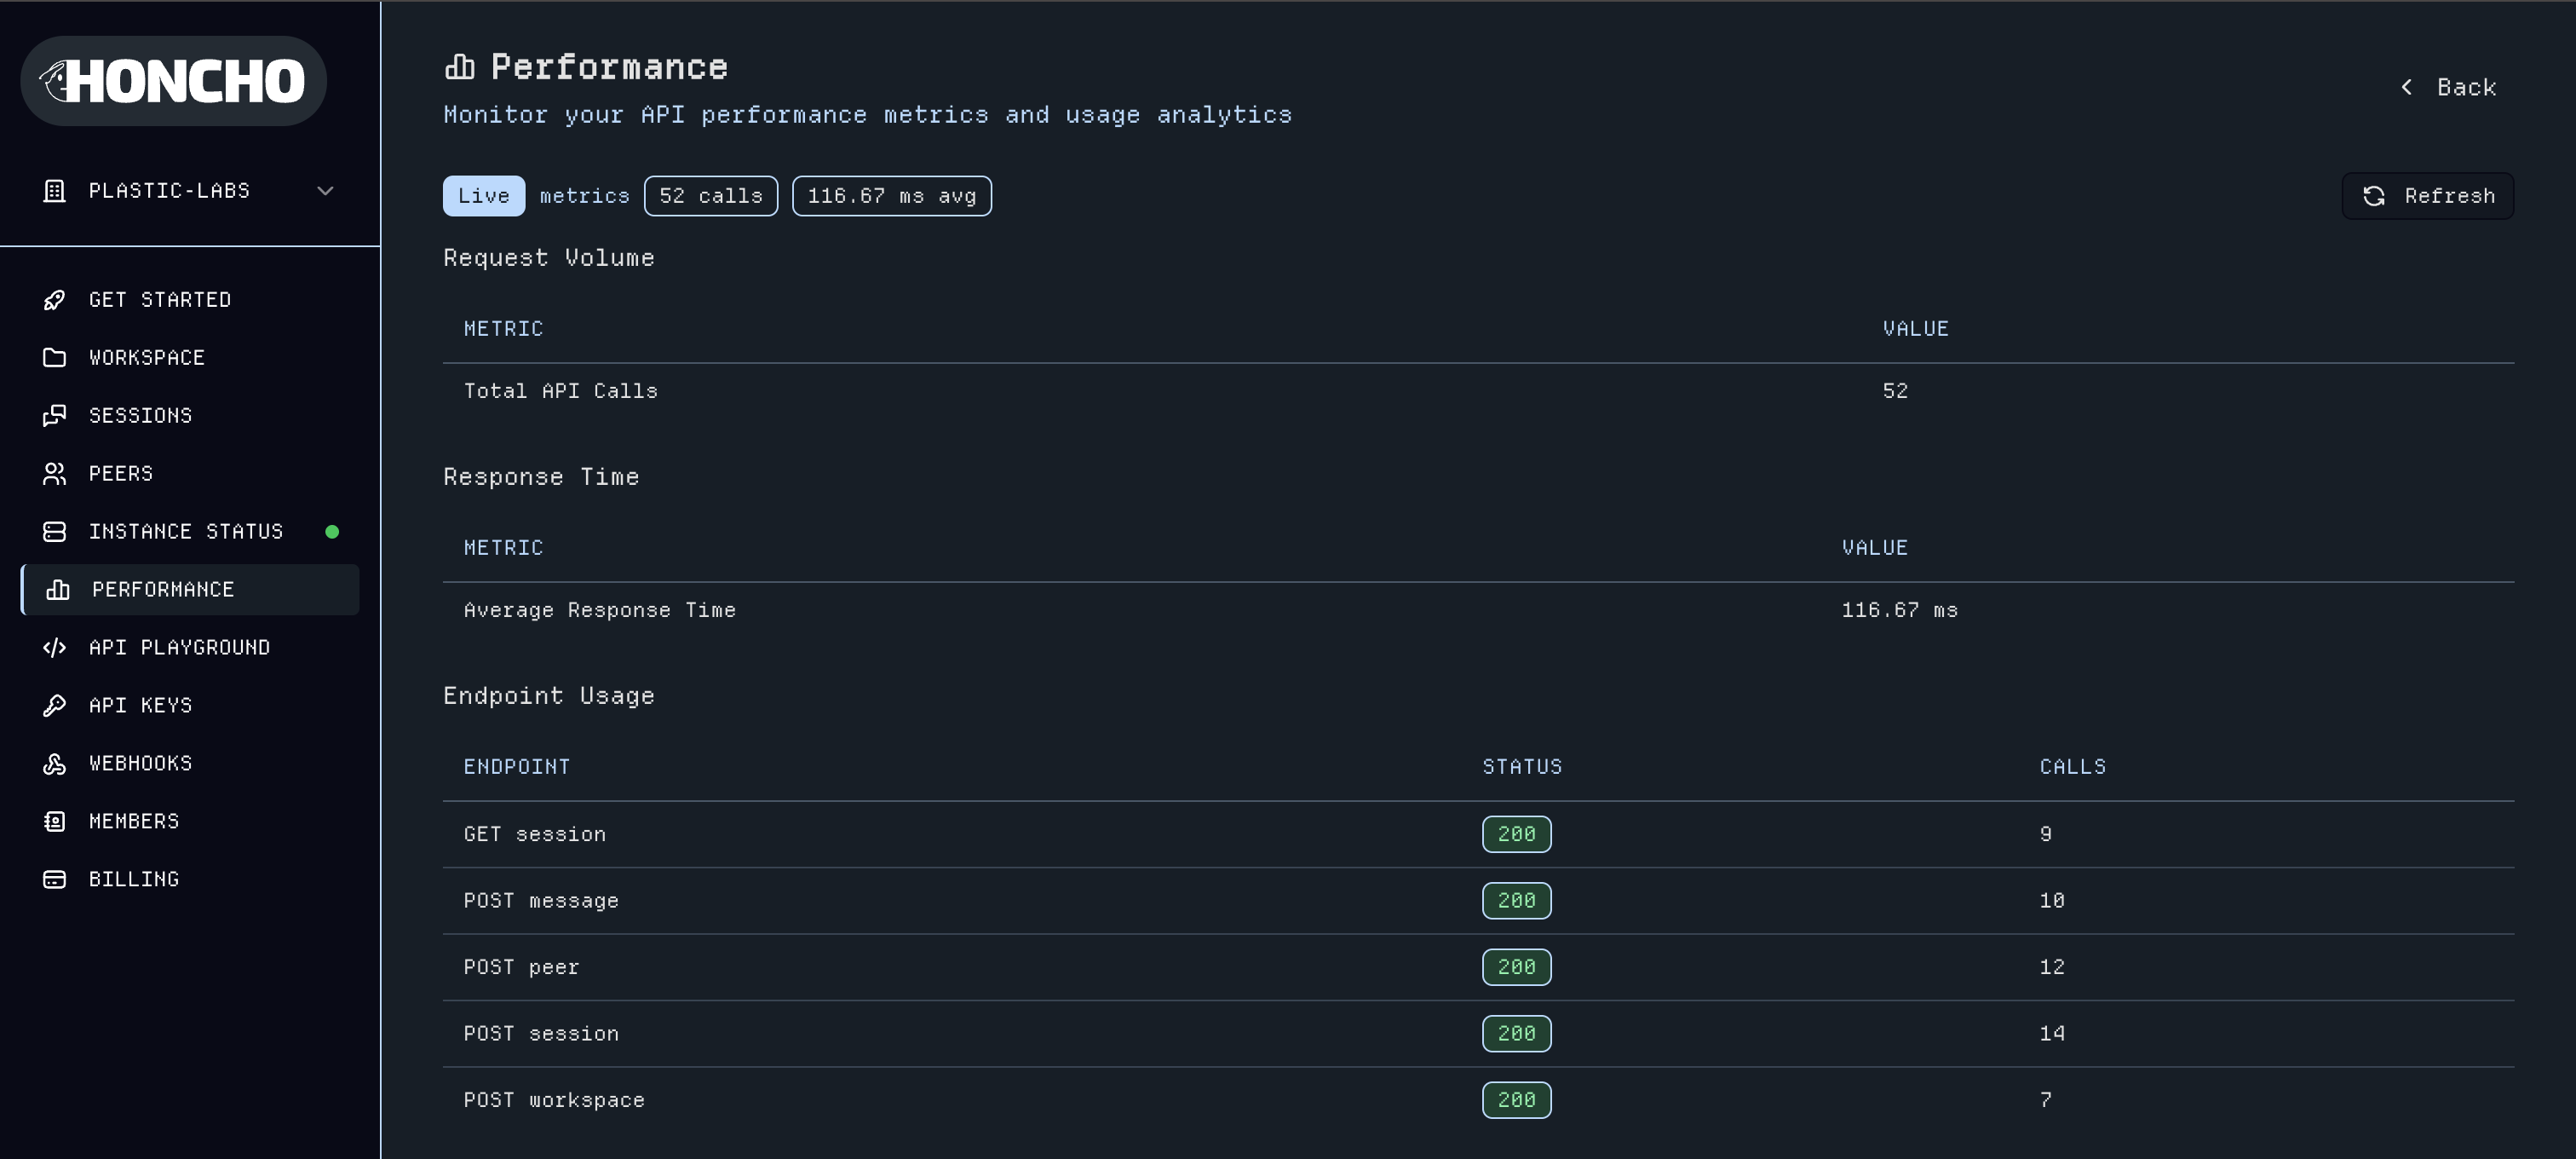 HONCHO
PLASTIC-LABS
GET STARTED
WORKSPACE
SESSIONS
PEERS
INSTANCE STATUS
PERFORMANCE
API PLAYGROUND
API KEYS
WEBHOOKS
MEMBERS
BILLING
Performance
Monitor your API performance metrics and usage analytics
Back
Live metrics 52 calls 116.67 ms avg
Refresh
Request Volume
METRIC VALUE
Total API Calls 52
Response Time
METRIC VALUE
Average Response Time 116.67 ms
Endpoint Usage
ENDPOINT STATUS CALLS
GET session 200 9
POST message 200 10
POST peer 200 12
POST session 200 14
POST workspace 200 7